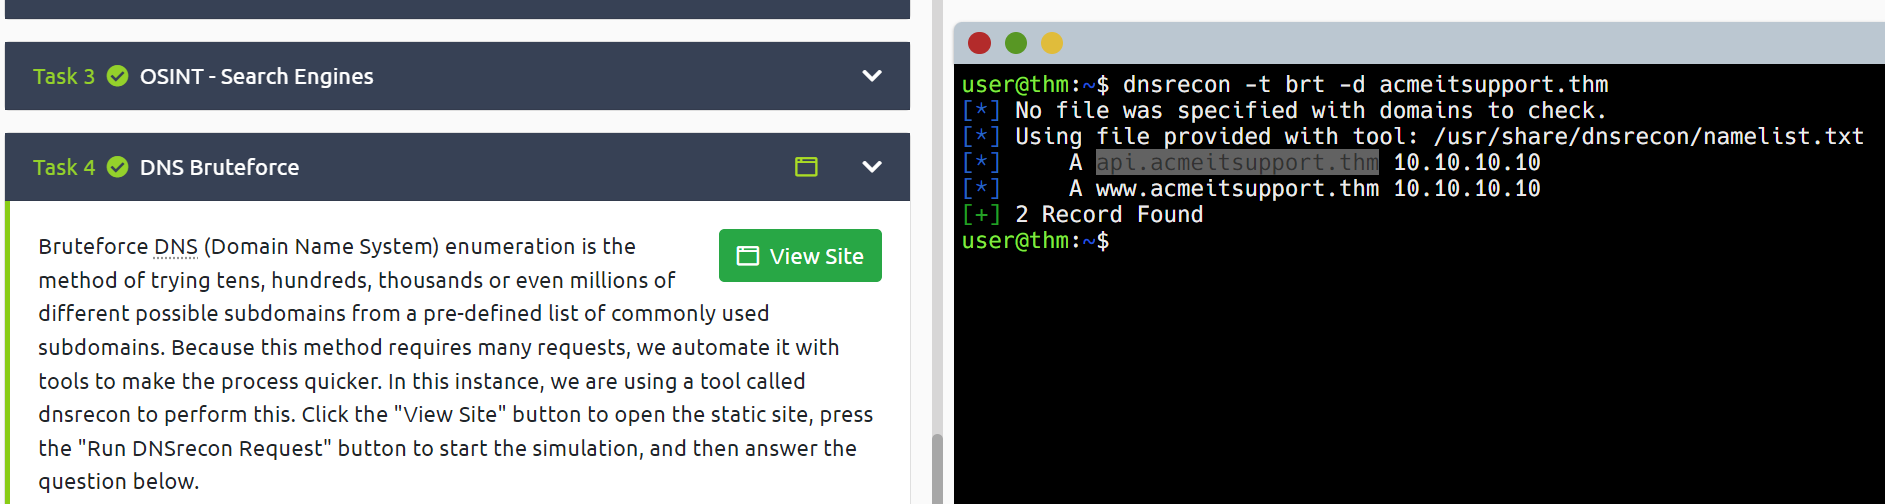 Task 3 OSINT - Search Engines
Task 4 DNS Bruteforce
Bruteforce DNS (Domain Name System) enumeration is the
method of trying tens, hundreds, thousands or even millions of
different possible subdomains from a pre-defined list of commonly used
subdomains. Because this method requires many requests, we automate it with
tools to make the process quicker. In this instance, we are using a tool called
dnsrecon to perform this. Click the "View Site" button to open the static site, press
the "Run DNSrecon Request" button to start the simulation, and then answer the
question below.
View Site
user@thm:~$ dnsrecon -t brt -d acmeitsupport.thm
[*] No file was specified with domains to check.
[*] Using file provided with tool: /usr/share/dnsrecon/namelist.txt
[*] A api.acmeitsupport.thm 10.10.10.10
[*] A www.acmeitsupport.thm 10.10.10.10
[+] 2 Record Found
user@thm:~$